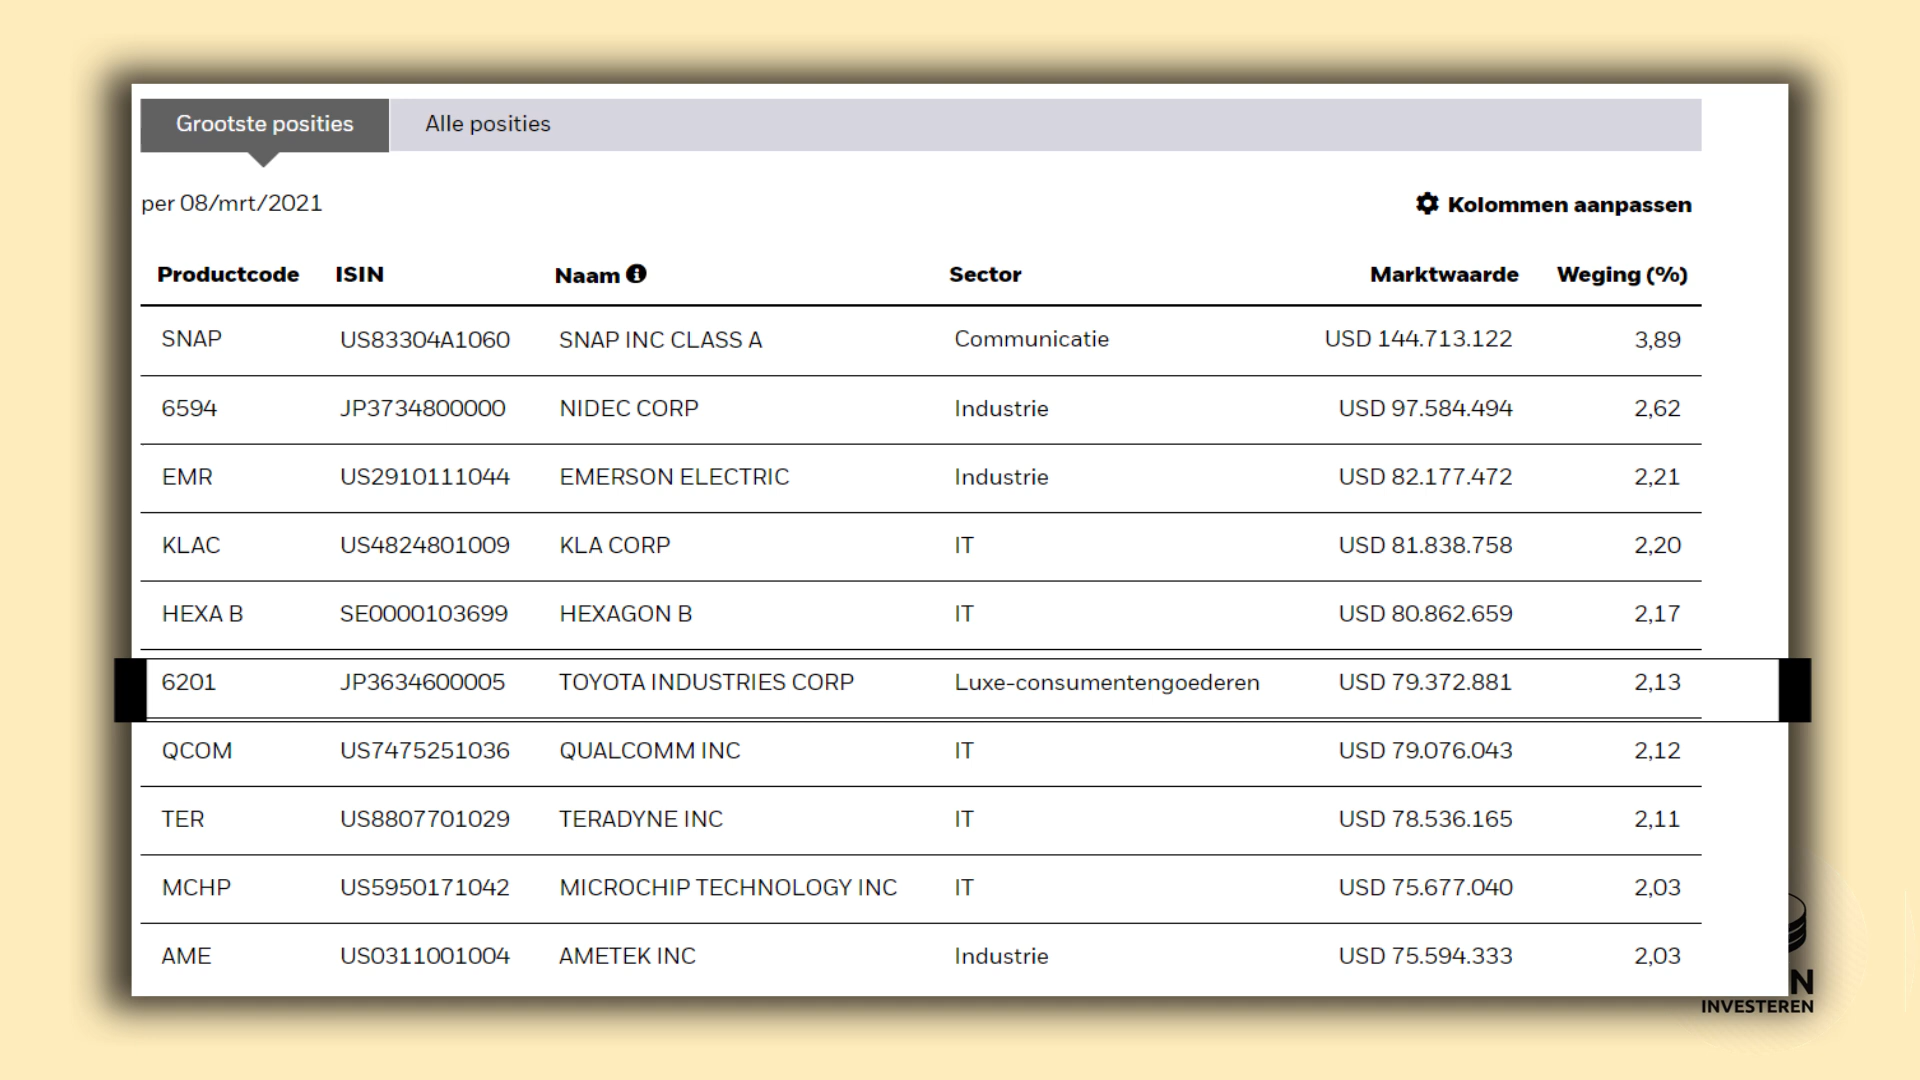 Grootste posities Alle posities
per 08/mrt/2021 Kolommen aanpassen
Productcode ISIN Naam Sector Marktwaarde Weging (%)
SNAP US83304A1060 SNAP INC CLASS A Communicatie USD 144.713.122 3,89
6594 JP3734800000 NIDEC CORP Industrie USD 97.584.494 2,62
EMR US2910111044 EMERSON ELECTRIC Industrie USD 82.177.472 2,21
KLAC US4824801009 KLA CORP IT USD 81.838.758 2,20
HEXA B SE0000103699 HEXAGON B IT USD 80.862.659 2,17
6201 JP3634600005 TOYOTA INDUSTRIES CORP Luxe-consumentengoederen USD 79.372.881 2,13
QCOM US7475251036 QUALCOMM INC IT USD 79.076.043 2,12
TER US8807701029 TERADYNE INC IT USD 78.536.165 2,11
MCHP US5950171042 MICROCHIP TECHNOLOGY INC IT USD 75.677.040 2,03
AME US0311001004 AMETEK INC Industrie USD 75.594.333 2,03
INVESTEREN